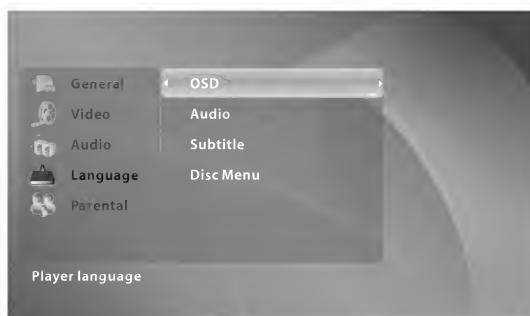 General
Video
Audio
Language
Parental
OSD
Audio
Subtitle
Disc Menu
Player language